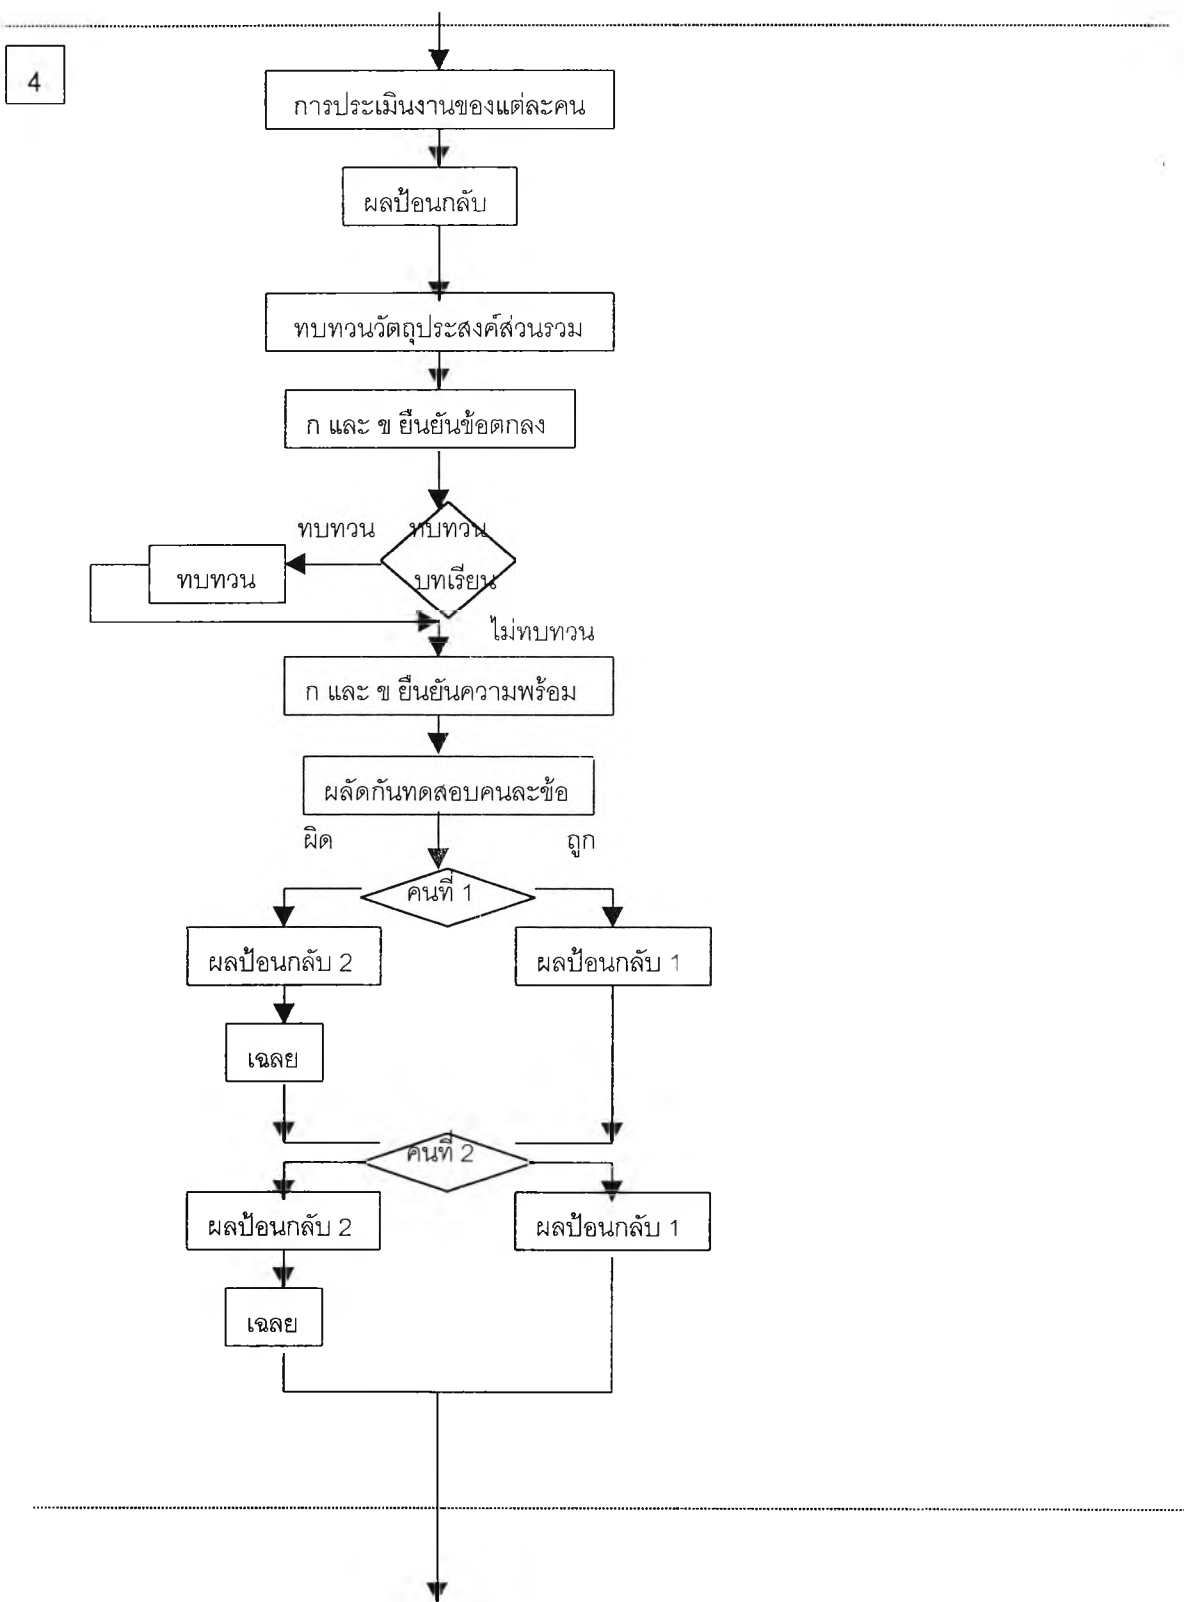 4
การประเมินงานของแต่ละคน
ผลป้อนกลับ
ทบทวนวัตถุประสงค์ส่วนรวม
ก และ ข ยืนยันข้อตกลง
ทบทวน
ทบทวน
บทเรียน
ทบทวน
ไม่ทบทวน
ก และ ข ยืนยันความพร้อม
ผลัดกันทดสอบคนละข้อ
ผิด
ถูก
คนที่ 1
ผลป้อนกลับ 2
ผลป้อนกลับ 1
เฉลย
คนที่ 2
ผลป้อนกลับ 2
ผลป้อนกลับ 1
เฉลย